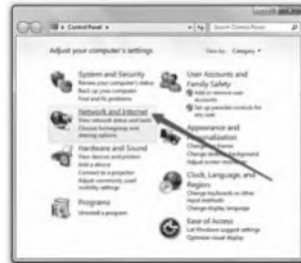 Control Panel
Search Control Panel
Adjust your computer's settings
View by: Category
System and Security
Review your computer's status
Back up your computer
Find and fix problems
Network and Internet
View network status and tasks
Choose homegroup and
sharing options
Hardware and Sound
View devices and printers
Add a device
Connect to a projector
Adjust commonly used
mobility settings
Programs
Uninstall a program
User Accounts and
Family Safety
Add or remove user
accounts
Set up parental controls for
any user
Appearance and
Personalization
Change the theme
Change desktop background
Adjust screen resolution
Clock, Language, and
Region
Change keyboards or other
input methods
Change display language
Ease of Access
Let Windows suggest settings
Optimize visual display